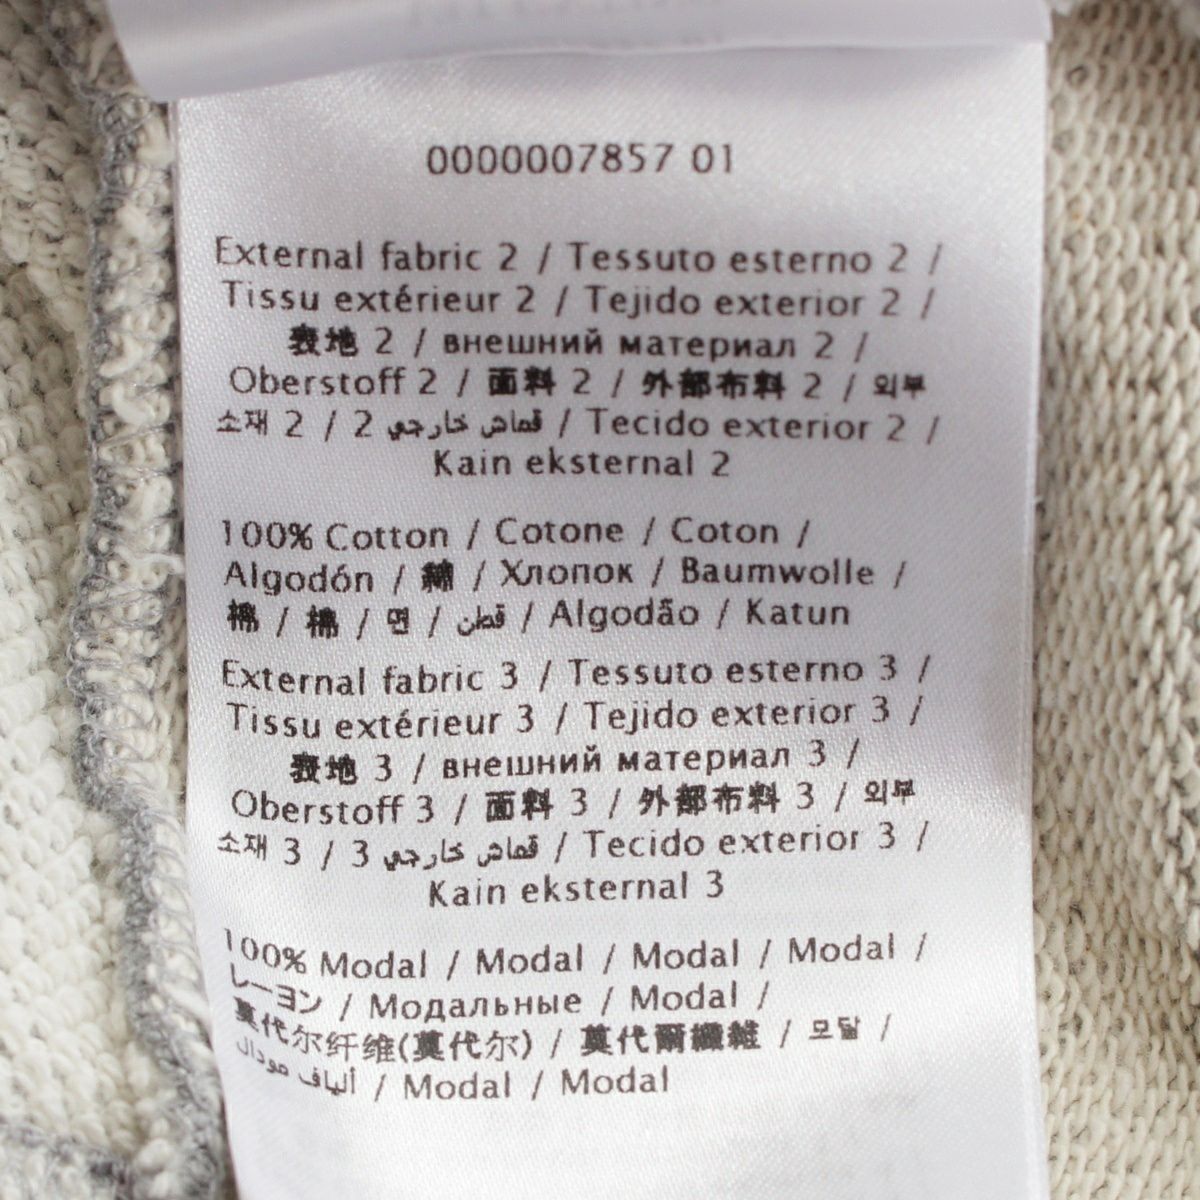 0000007857 01
External fabric 2 / Tessuto esterno 2 /
Tissu extérieur 2 / Tejido exterior 2 /
表地 2 / внешний материал 2 /
Oberstoff 2 / 面料 2 / 外部布料 2 / 외부
소재 2 / 2 قماش خارجي / Tecido exterior 2 /
Kain eksternal 2
100% Cotton / Cotone / Coton /
Algodón / 綿 / Хлопок / Baumwolle /
棉 / 棉 / 면 / قطن / Algodão / Katun
External fabric 3 / Tessuto esterno 3 /
Tissu extérieur 3 / Tejido exterior 3 /
表地 3 / внешний материал 3 /
Oberstoff 3 / 面料 3 / 外部布料 3 / 외부
소재 3 / 3 قماش خارجي / Tecido exterior 3 /
Kain eksternal 3
100% Modal / Modal / Modal / Modal /
レーヨン / Модальные / Modal /
莫代尔纤维(莫代尔) / 莫代爾纖維 / 모달 /
ألياف مودال / Modal / Modal